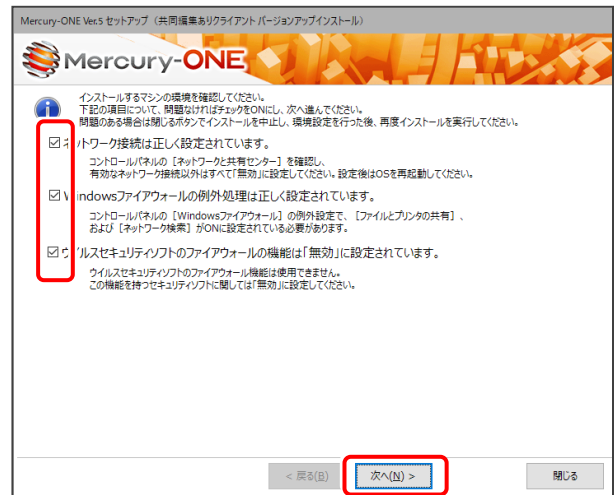 Mercury-ONE Ver.5 セットアップ（共同編集ありクライアント バージョンアップインストール）
Mercury-ONE
インストールするマシンの環境を確認してください。
下記の項目について、問題なければチェックをONにし、次へ進んでください。
問題のある場合は閉じるボタンでインストールを中止し、環境設定を行った後、再度インストールを実行してください。
ネットワーク接続は正しく設定されています。
コントロールパネルの［ネットワークと共有センター］を確認し、
有効なネットワーク接続以外はすべて「無効」に設定してください。設定後はOSを再起動してください。
Windowsファイアウォールの例外処理は正しく設定されています。
コントロールパネルの［Windowsファイアウォール］の例外設定で、［ファイルとプリンタの共有］、
および［ネットワーク検索］がONに設定されている必要があります。
ウイルスセキュリティソフトのファイアウォールの機能は「無効」に設定されています。
ウイルスセキュリティソフトのファイアウォール機能は使用できません。
この機能を持つセキュリティソフトに関しては「無効」に設定してください。
< 戻る(B) 次へ(N) > 閉じる